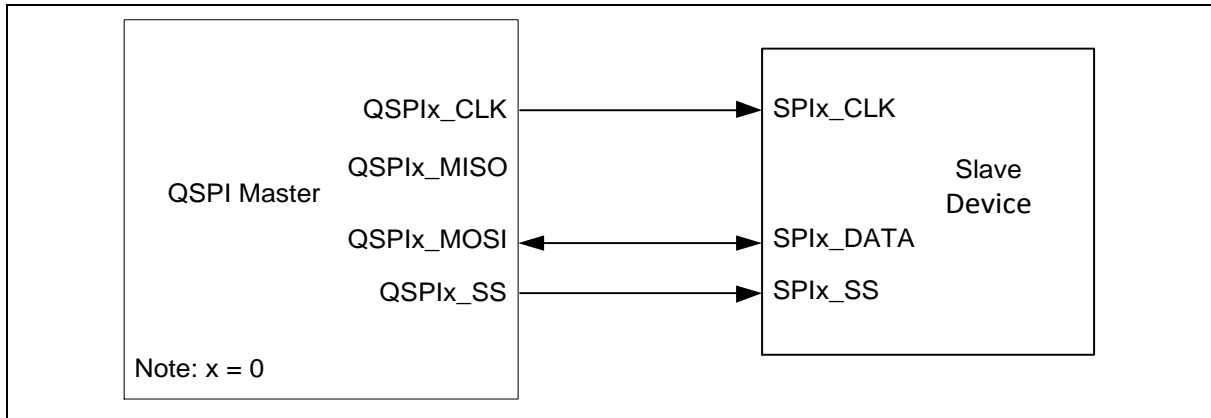 QSPI Master
QSPIx_CLK
QSPIx_MISO
QSPIx_MOSI
QSPIx_SS
Note: x = 0
SPIx_CLK
Slave
Device
SPIx_DATA
SPIx_SS